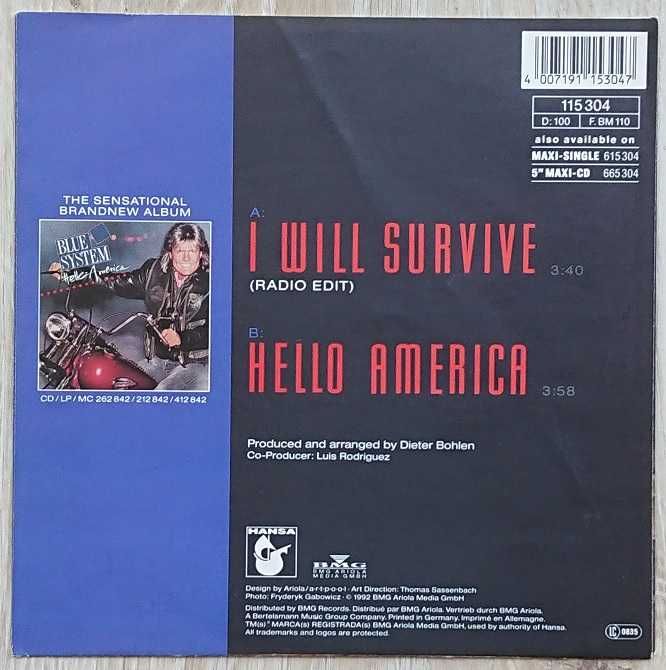 4 007191 153047
115 304
D: 100 F. BM 110
also available on
MAXI-SINGLE 615 304
5" MAXI-CD 665 304
THE SENSATIONAL
BRANDNEW ALBUM
BLUE
SYSTEM
Hello America
CD / LP / MC 262 842 / 212 842 / 412 842
A:
I WILL SURVIVE 3:40
(RADIO EDIT)
B:
HELLO AMERICA 3:58
Produced and arranged by Dieter Bohlen
Co-Producer: Luis Rodriguez
HANSA
BMG
BMG ARIOLA
MEDIA GMBH
Design by Ariola / a·r·t·p·o·o·l · Art Direction: Thomas Sassenbach
Photo: Fryderyk Gabowicz · © 1992 BMG Ariola Media GmbH
Distributed by BMG Records. Distribué par BMG Ariola. Vertrieb durch BMG Ariola.
A Bertelsmann Music Group Company. Printed in Germany. Imprimé en Allemagne.
TM(s)® MARCA(s) REGISTRADA(s) BMG Ariola Media GmbH, used by authority of Hansa.
All trademarks and logos are protected.
LC 0835